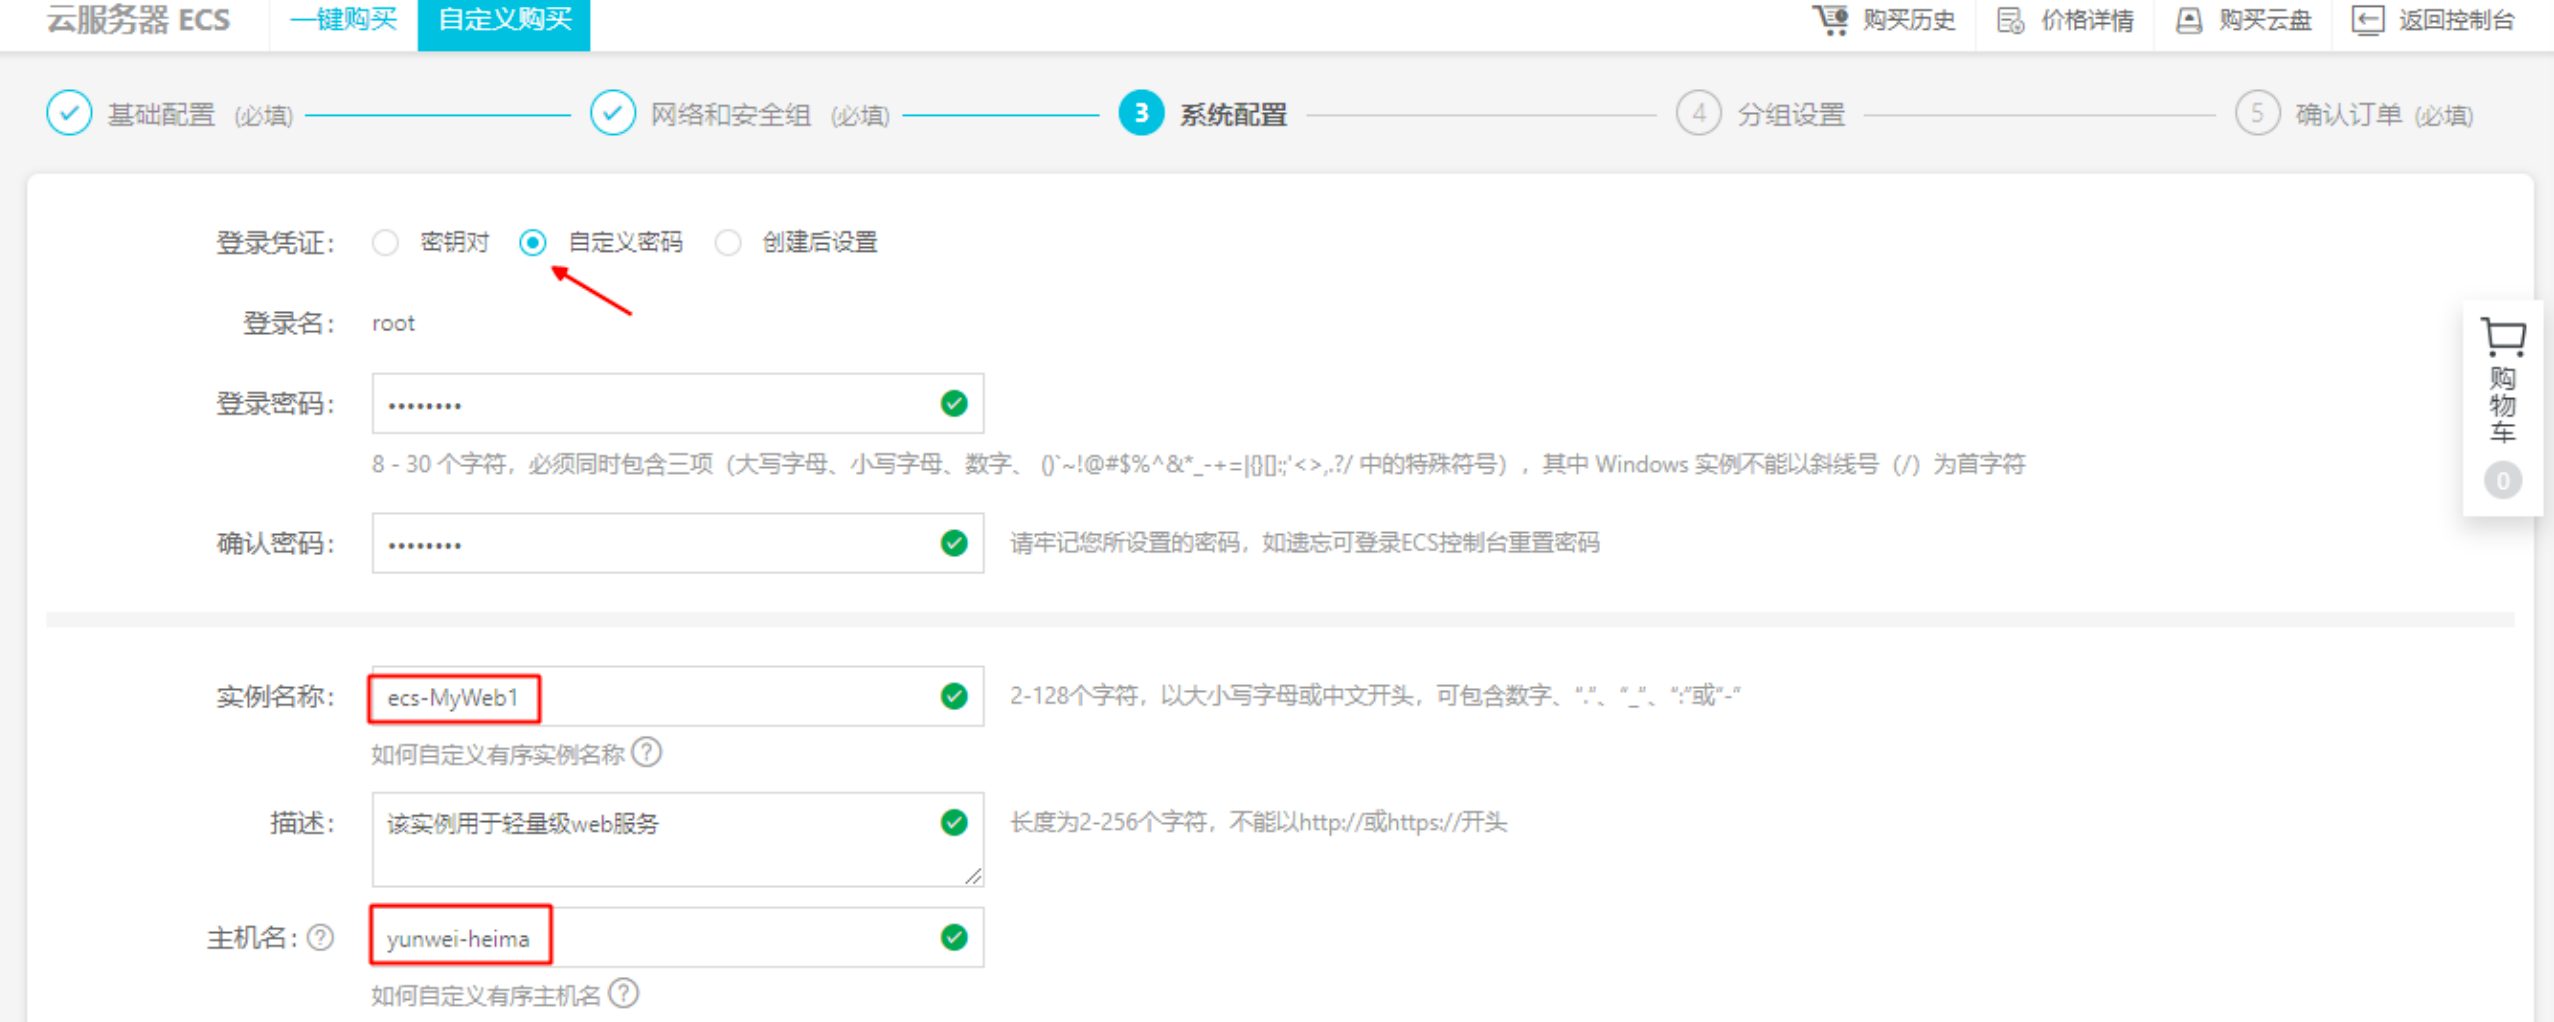 云服务器 ECS 一键购买 自定义购买 购买历史 价格详情 购买云盘 返回控制台
基础配置 (必填) 网络和安全组 (必填) 3 系统配置 4 分组设置 5 确认订单 (必填)
登录凭证: 密钥对 自定义密码 创建后设置
登录名: root
登录密码: ••••••••
8 - 30 个字符，必须同时包含三项（大写字母、小写字母、数字、 ()`~!@#$%^&*_-+=|{}[]:;'<>,.?/ 中的特殊符号），其中 Windows 实例不能以斜线号（/）为首字符
确认密码: •••••••• 请牢记您所设置的密码，如遗忘可登录ECS控制台重置密码
实例名称: ecs-MyWeb1 2-128个字符，以大小写字母或中文开头，可包含数字、“.”、“_”、“:”或“-”
如何自定义有序实例名称 ?
描述: 该实例用于轻量级web服务 长度为2-256个字符，不能以http://或https://开头
主机名: ? yunwei-heima
如何自定义有序主机名 ?
购物车
0